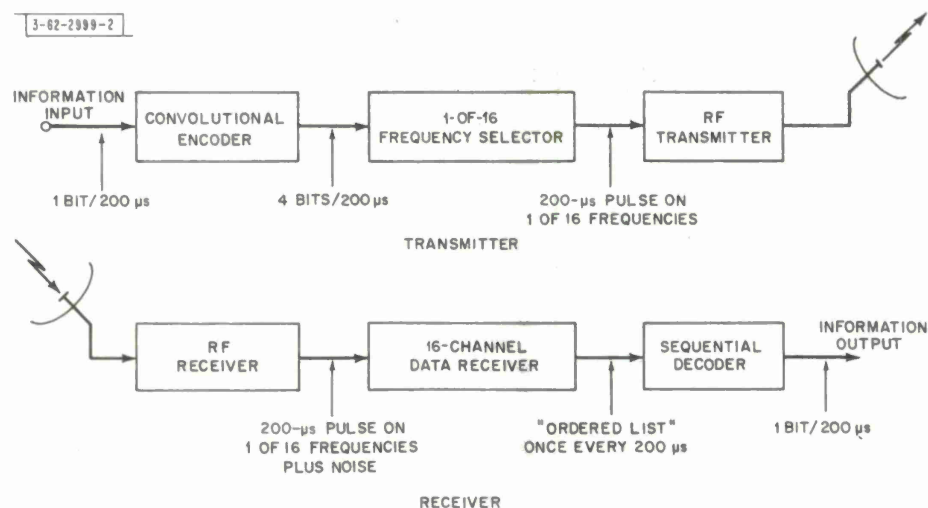 3-62-2999-2
INFORMATION
INPUT
CONVOLUTIONAL
ENCODER
1-OF-16
FREQUENCY SELECTOR
RF
TRANSMITTER
1 BIT/200 µs
4 BITS/200 µs
200-µs PULSE ON
1 OF 16 FREQUENCIES
TRANSMITTER
RF
RECEIVER
16-CHANNEL
DATA RECEIVER
SEQUENTIAL
DECODER
INFORMATION
OUTPUT
200-µs PULSE ON
1 OF 16 FREQUENCIES
PLUS NOISE
"ORDERED LIST"
ONCE EVERY 200 µs
1 BIT/200 µs
RECEIVER